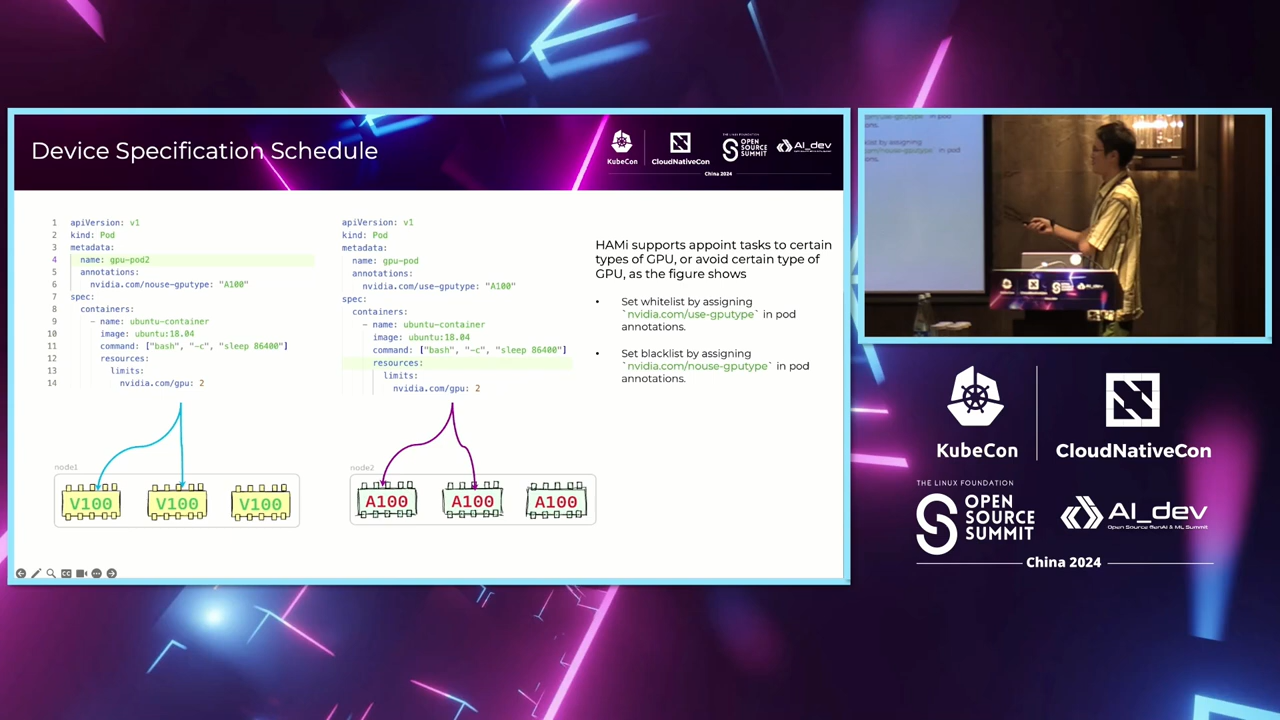 Device Specification Schedule
KubeCon
CloudNativeCon
THE LINUX FOUNDATION
OPEN
SOURCE
SUMMIT
AI_dev
China 2024
1 apiVersion: v1
2 kind: Pod
3 metadata:
4 name: gpu-pod2
5 annotations:
6 nvidia.com/nouse-gputype: "A100"
7 spec:
8 containers:
9 - name: ubuntu-container
10 image: ubuntu:18.04
11 command: ["bash", "-c", "sleep 86400"]
12 resources:
13 limits:
14 nvidia.com/gpu: 2
apiVersion: v1
kind: Pod
metadata:
name: gpu-pod
annotations:
nvidia.com/use-gputype: "A100"
spec:
containers:
- name: ubuntu-container
image: ubuntu:18.04
command: ["bash", "-c", "sleep 86400"]
resources:
limits:
nvidia.com/gpu: 2
HAMi supports appoint tasks to certain
types of GPU, or avoid certain type of
GPU, as the figure shows
• Set whitelist by assigning
`nvidia.com/use-gputype` in pod
annotations.
• Set blacklist by assigning
`nvidia.com/nouse-gputype` in pod
annotations.
node1
V100 V100 V100
node2
A100 A100 A100
KubeCon
CloudNativeCon
THE LINUX FOUNDATION
OPEN
SOURCE
SUMMIT
AI_dev
Open Source GenAI & ML Summit
China 2024